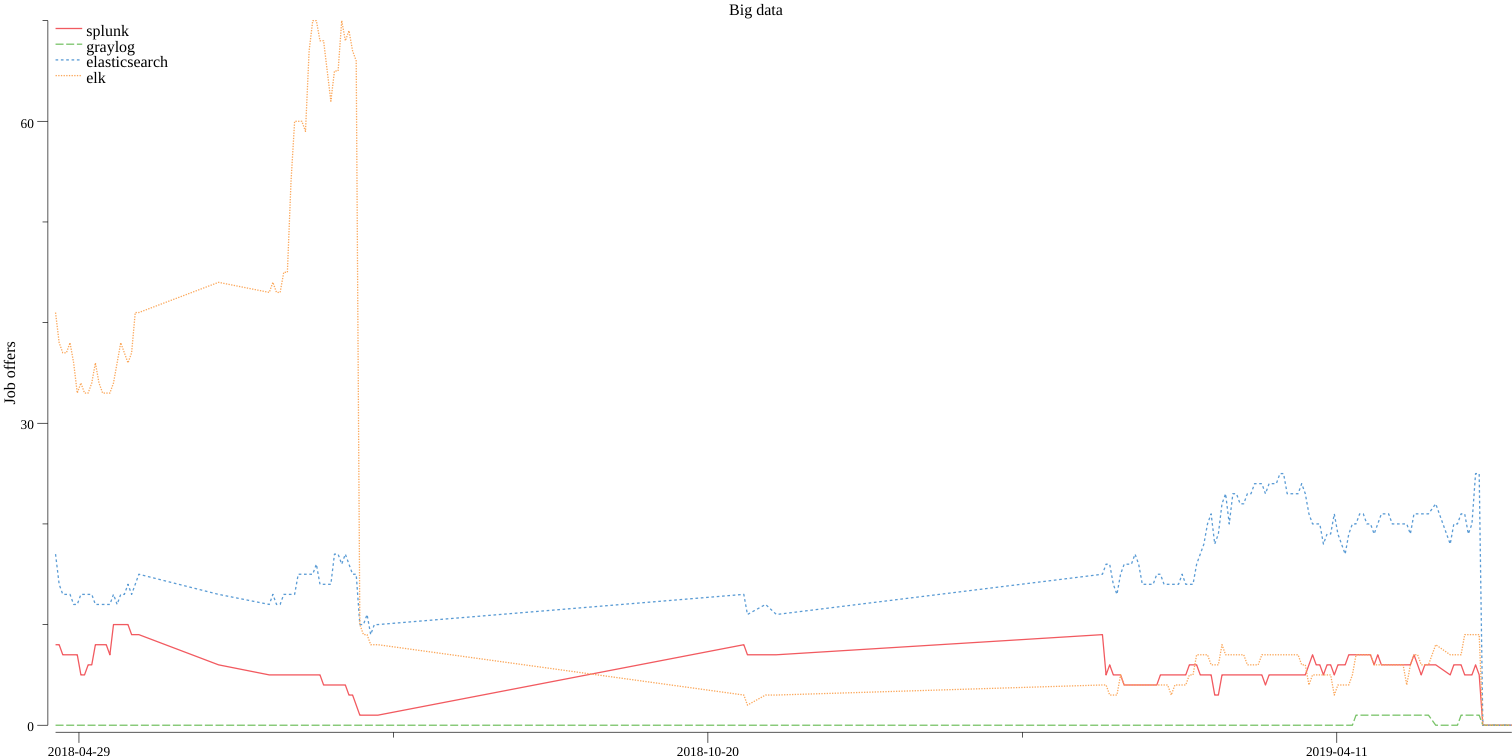 Big data
splunk
graylog
elasticsearch
elk
60
30
0
Job offers
2018-04-29
2018-10-20
2019-04-11